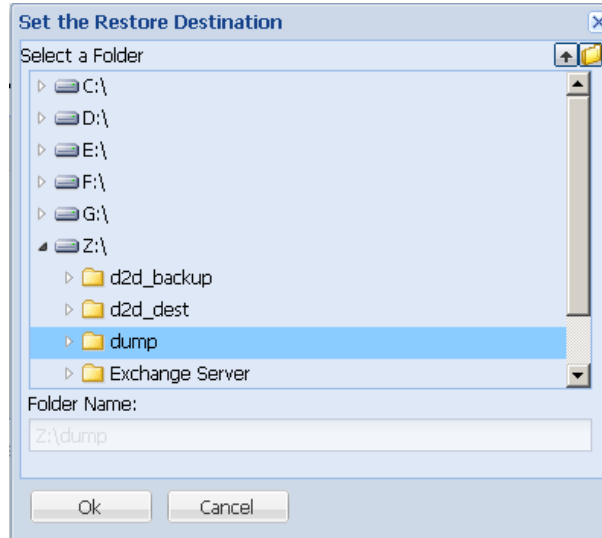 Set the Restore Destination
Select a Folder
C:\
D:\
E:\
F:\
G:\
Z:\
d2d_backup
d2d_dest
dump
Exchange Server
Folder Name:
Z:\dump
Ok Cancel